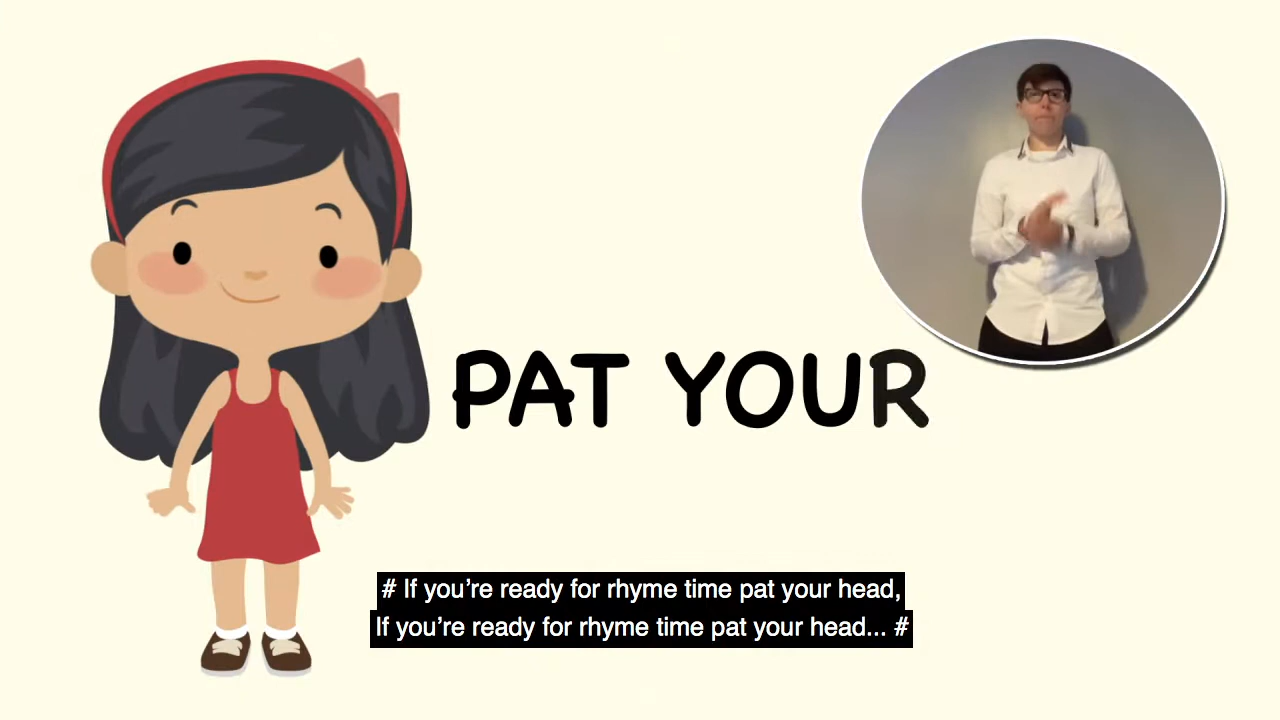 PAT YOUR
# If you’re ready for rhyme time pat your head,
If you’re ready for rhyme time pat your head... #